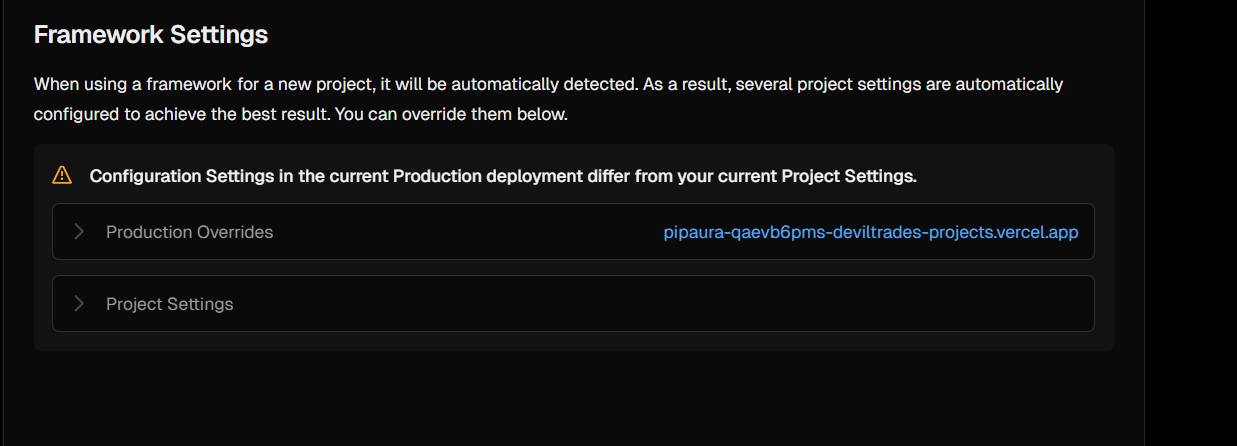 Framework Settings
When using a framework for a new project, it will be automatically detected. As a result, several project settings are automatically
configured to achieve the best result. You can override them below.
Configuration Settings in the current Production deployment differ from your current Project Settings.
Production Overrides pipaura-qaevb6pms-deviltrades-projects.vercel.app
Project Settings